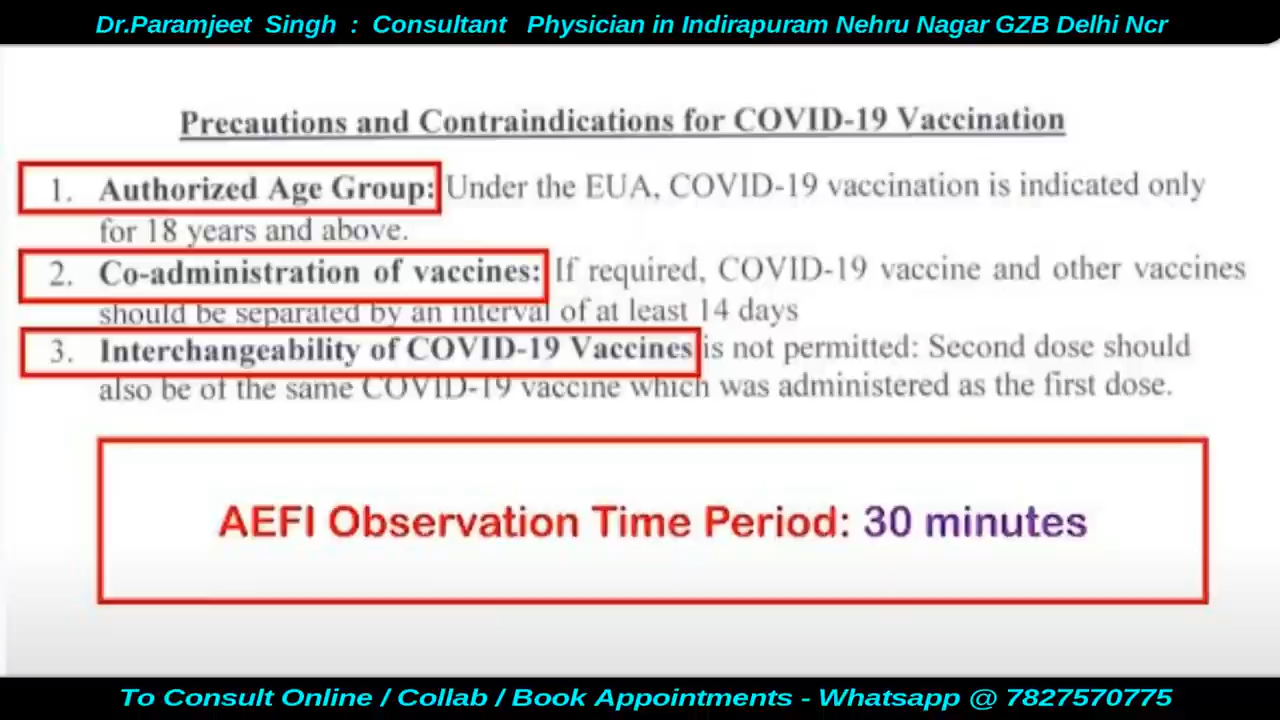 Dr.Paramjeet Singh : Consultant Physician in Indirapuram Nehru Nagar GZB Delhi Ncr
Precautions and Contraindications for COVID-19 Vaccination
1. Authorized Age Group: Under the EUA, COVID-19 vaccination is indicated only
for 18 years and above.
2. Co-administration of vaccines: If required, COVID-19 vaccine and other vaccines
should be separated by an interval of at least 14 days
3. Interchangeability of COVID-19 Vaccines is not permitted: Second dose should
also be of the same COVID-19 vaccine which was administered as the first dose.
AEFI Observation Time Period: 30 minutes
To Consult Online / Collab / Book Appointments - Whatsapp @ 7827570775